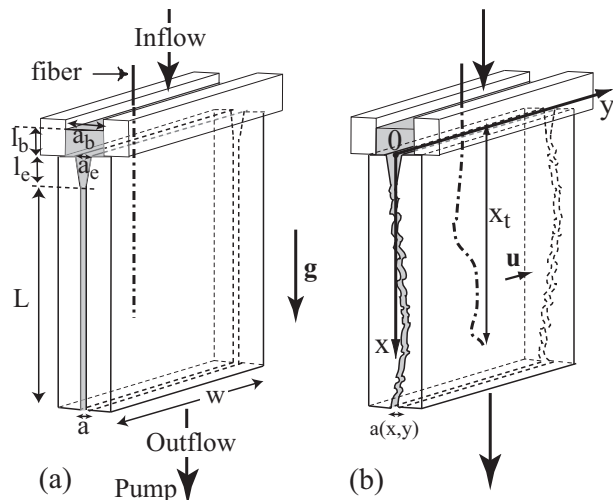 Inflow
fiber
l_b
a_b
l_e
a_e
L
g
w
a
Outflow
(a)
Pump
y
0
x_t
u
x
a(x,y)
(b)